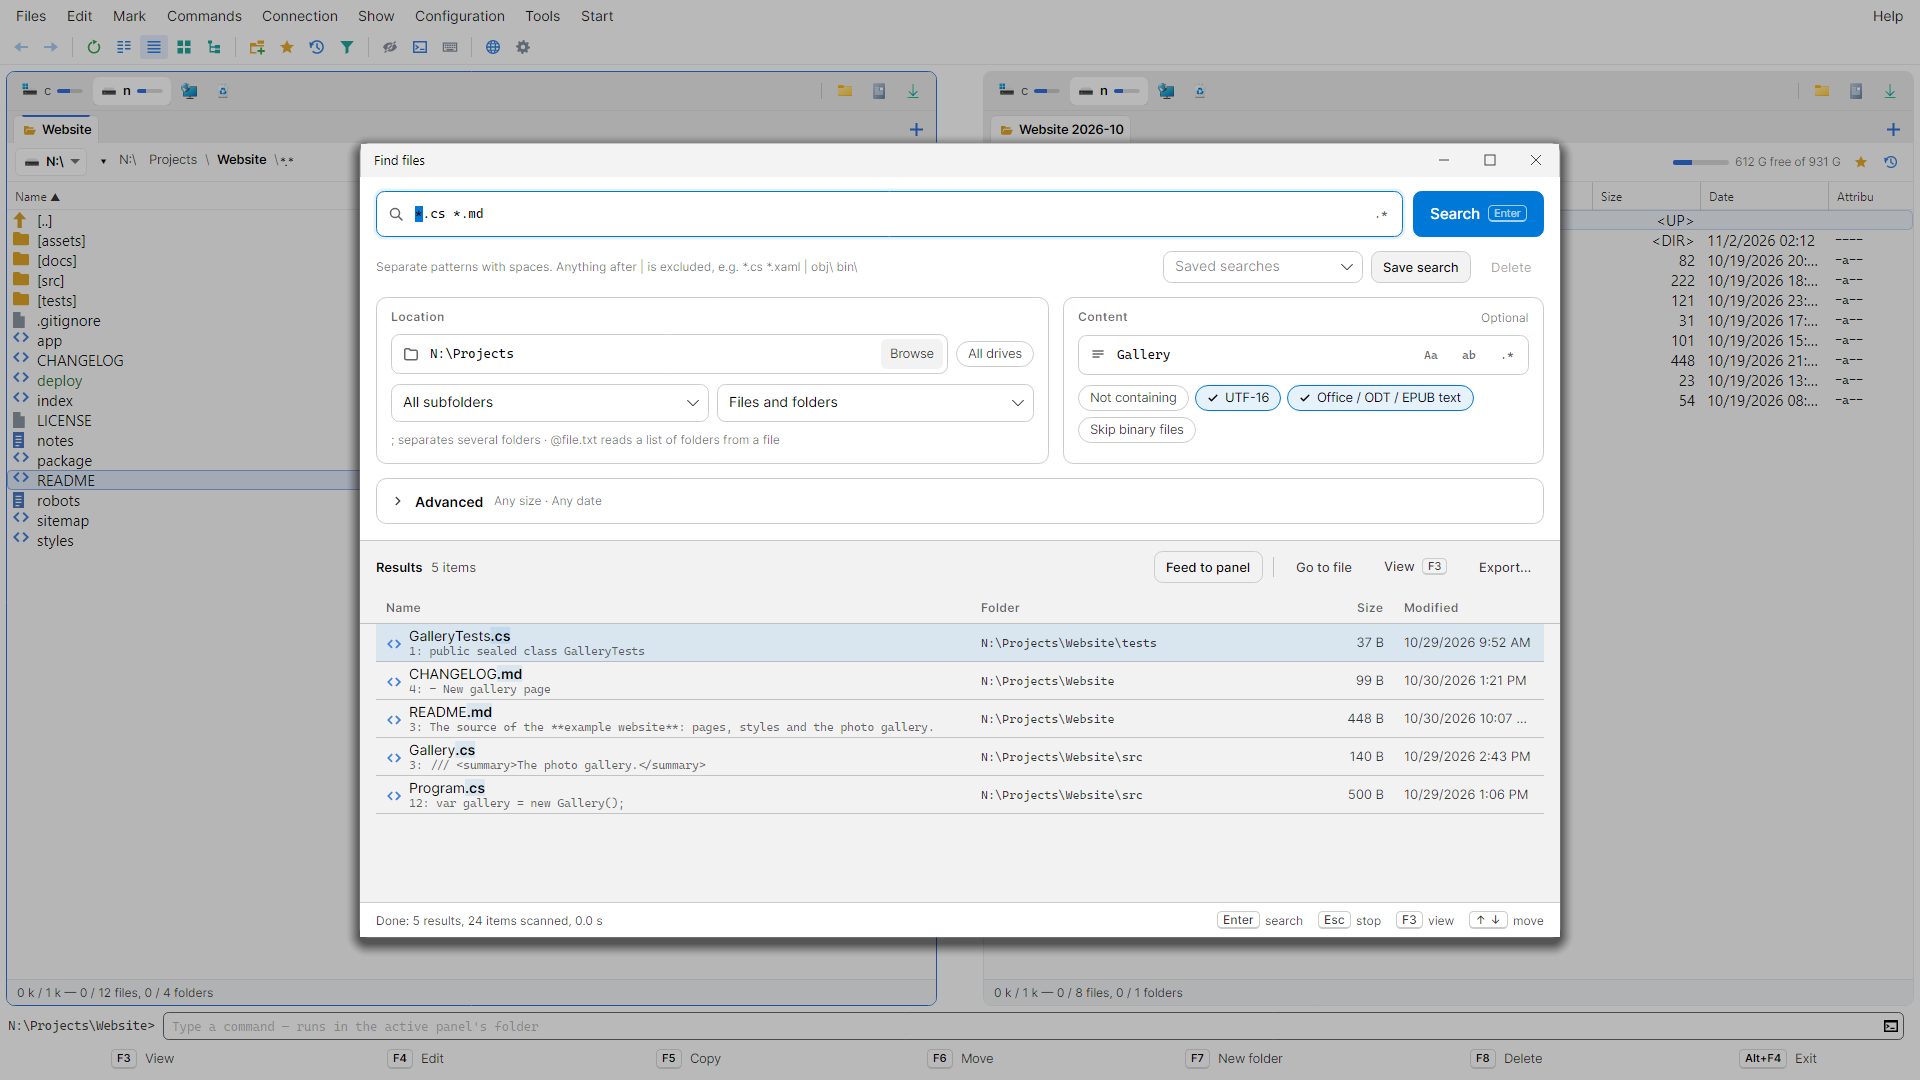 Files Edit Mark Commands Connection Show Configuration Tools Start Help
c n
c n
Website
Website 2026-10
N:\ N:\ Projects \ Website \*.*
612 G free of 931 G
Name
Size Date Attribu
[..]
[assets]
[docs]
[src]
[tests]
.gitignore
app
CHANGELOG
deploy
index
LICENSE
notes
package
README
robots
sitemap
styles
<UP>
<DIR> 11/2/2026 02:12 ----
82 10/19/2026 20:... -a--
222 10/19/2026 18:... -a--
121 10/19/2026 23:... -a--
31 10/19/2026 17:... -a--
101 10/19/2026 15:... -a--
448 10/19/2026 21:... -a--
23 10/19/2026 13:... -a--
54 10/19/2026 08:... -a--
Find files
*.cs *.md .*
Search Enter
Separate patterns with spaces. Anything after | is excluded, e.g. *.cs *.xaml | obj\ bin\
Saved searches Save search Delete
Location
N:\Projects Browse All drives
All subfolders Files and folders
; separates several folders · @file.txt reads a list of folders from a file
Content Optional
Gallery Aa ab .*
Not containing UTF-16 Office / ODT / EPUB text
Skip binary files
Advanced Any size · Any date
Results 5 items
Feed to panel Go to file View F3 Export...
Name Folder Size Modified
GalleryTests.cs N:\Projects\Website\tests 37 B 10/29/2026 9:52 AM
1: public sealed class GalleryTests
CHANGELOG.md N:\Projects\Website 99 B 10/30/2026 1:21 PM
4: – New gallery page
README.md N:\Projects\Website 448 B 10/30/2026 10:07 ...
3: The source of the **example website**: pages, styles and the photo gallery.
Gallery.cs N:\Projects\Website\src 140 B 10/29/2026 2:43 PM
3: /// <summary>The photo gallery.</summary>
Program.cs N:\Projects\Website\src 500 B 10/29/2026 1:06 PM
12: var gallery = new Gallery();
Done: 5 results, 24 items scanned, 0.0 s
Enter search Esc stop F3 view ↑ ↓ move
0 k / 1 k — 0 / 12 files, 0 / 4 folders
0 k / 1 k — 0 / 8 files, 0 / 1 folders
N:\Projects\Website> Type a command — runs in the active panel's folder
F3 View F4 Edit F5 Copy F6 Move F7 New folder F8 Delete Alt+F4 Exit